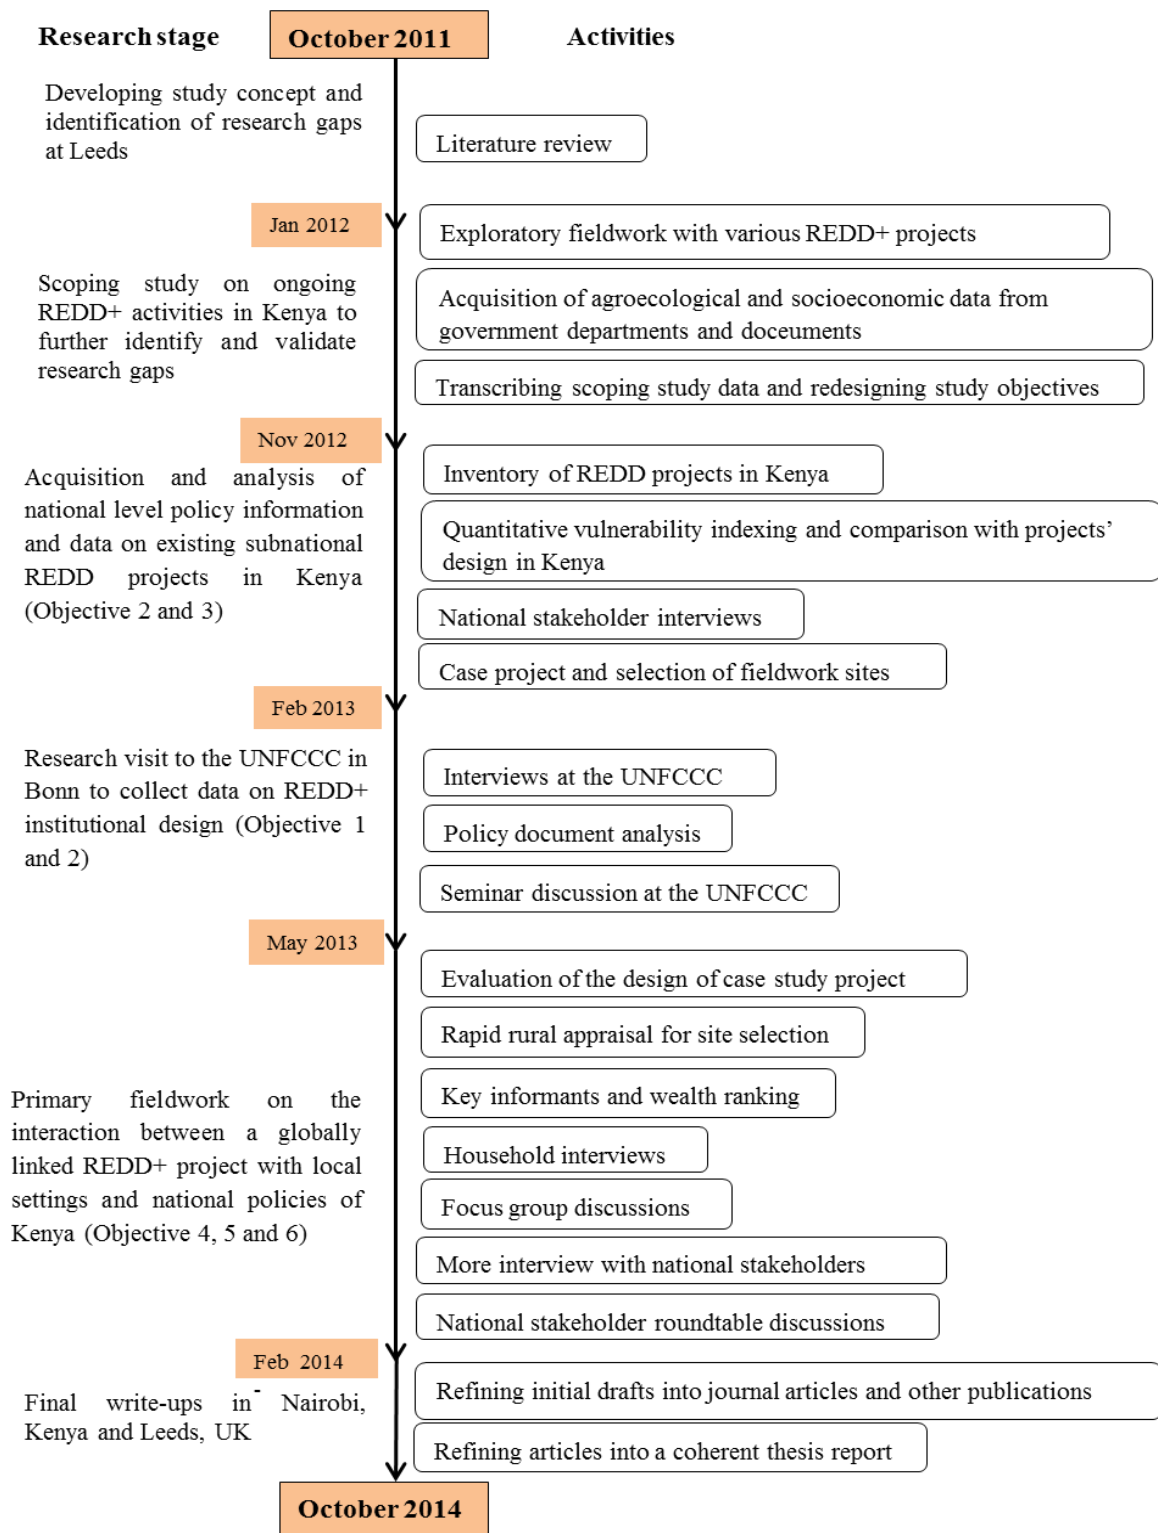 Research stage
October 2011
Activities
Developing study concept and
identification of research gaps
at Leeds
Literature review
Jan 2012
Exploratory fieldwork with various REDD+ projects
Scoping study on ongoing
REDD+ activities in Kenya to
further identify and validate
research gaps
Acquisition of agroecological and socioeconomic data from
government departments and doceuments
Transcribing scoping study data and redesigning study objectives
Nov 2012
Acquisition and analysis of
national level policy information
and data on existing subnational
REDD projects in Kenya
(Objective 2 and 3)
Inventory of REDD projects in Kenya
Quantitative vulnerability indexing and comparison with projects'
design in Kenya
National stakeholder interviews
Case project and selection of fieldwork sites
Feb 2013
Research visit to the UNFCCC in
Bonn to collect data on REDD+
institutional design (Objective 1
and 2)
Interviews at the UNFCCC
Policy document analysis
Seminar discussion at the UNFCCC
May 2013
Evaluation of the design of case study project
Rapid rural appraisal for site selection
Key informants and wealth ranking
Primary fieldwork on the
interaction between a globally
linked REDD+ project with local
settings and national policies of
Kenya (Objective 4, 5 and 6)
Household interviews
Focus group discussions
More interview with national stakeholders
National stakeholder roundtable discussions
Feb 2014
Final write-ups in Nairobi,
Kenya and Leeds, UK
Refining initial drafts into journal articles and other publications
Refining articles into a coherent thesis report
October 2014